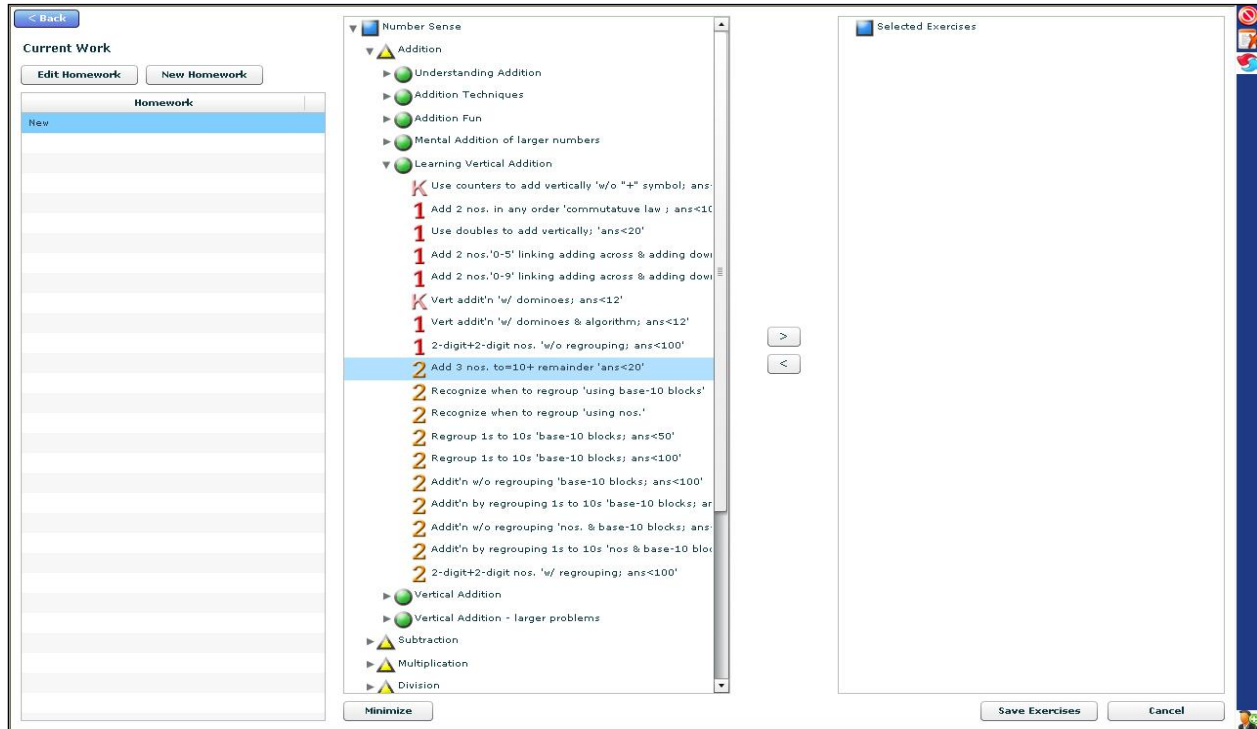 < Back
Current Work
Edit Homework New Homework
Homework
New
Number Sense
Addition
Understanding Addition
Addition Techniques
Addition Fun
Mental Addition of larger numbers
Learning Vertical Addition
K Use counters to add vertically 'w/o "+" symbol; ans
1 Add 2 nos. in any order 'commutatuve law ; ans<10
1 Use doubles to add vertically; 'ans<20'
1 Add 2 nos.'0-5' linking adding across & adding dow
1 Add 2 nos.'0-9' linking adding across & adding dow
K Vert addit'n 'w/ dominoes; ans<12'
1 Vert addit'n 'w/ dominoes & algorithm; ans<12'
1 2-digit+2-digit nos. 'w/o regrouping; ans<100'
2 Add 3 nos. to=10+ remainder 'ans<20'
2 Recognize when to regroup 'using base-10 blocks'
2 Recognize when to regroup 'using nos.'
2 Regroup 1s to 10s 'base-10 blocks; ans<50'
2 Regroup 1s to 10s 'base-10 blocks; ans<100'
2 Addit'n w/o regrouping 'base-10 blocks; ans<100'
2 Addit'n by regrouping 1s to 10s 'base-10 blocks; ar
2 Addit'n w/o regrouping 'nos. & base-10 blocks; ans
2 Addit'n by regrouping 1s to 10s 'nos & base-10 bloc
2 2-digit+2-digit nos. 'w/ regrouping; ans<100'
Vertical Addition
Vertical Addition - larger problems
Subtraction
Multiplication
Division
Minimize
>
<
Selected Exercises
Save Exercises Cancel